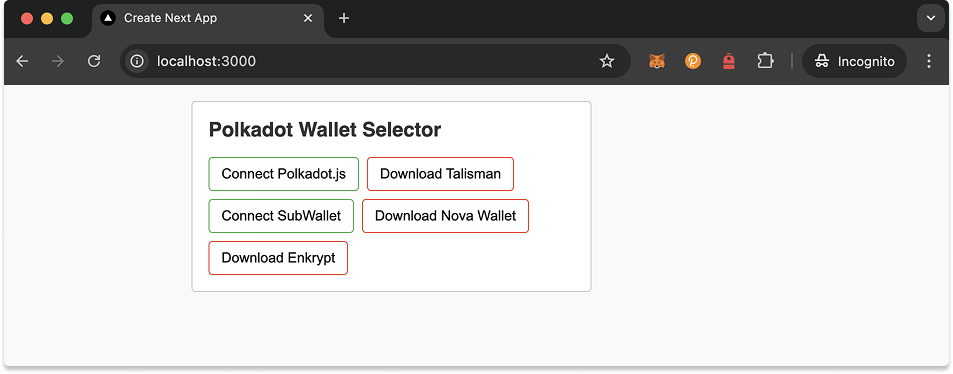 Create Next App
localhost:3000
Incognito
Polkadot Wallet Selector
Connect Polkadot.js
Download Talisman
Connect SubWallet
Download Nova Wallet
Download Enkrypt